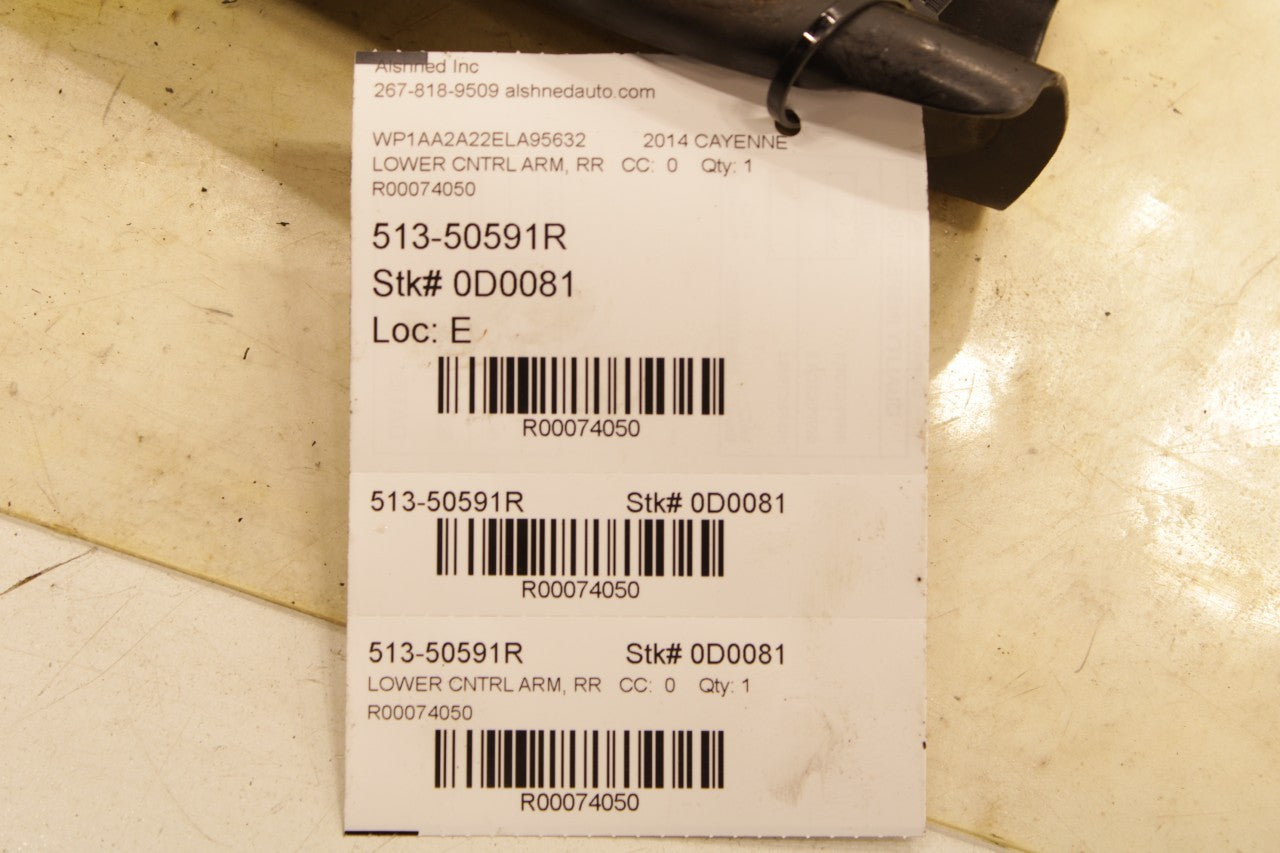 Alshned Inc
267-818-9509 alshnedauto.com
WP1AA2A22ELA95632 2014 CAYENNE
LOWER CNTRL ARM, RR CC: 0 Qty: 1
R00074050
513-50591R
Stk# 0D0081
Loc: E
R00074050
513-50591R Stk# 0D0081
R00074050
513-50591R Stk# 0D0081
LOWER CNTRL ARM, RR CC: 0 Qty: 1
R00074050
R00074050